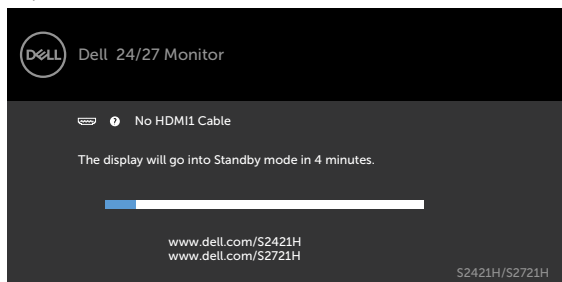 DELL
Dell 24/27 Monitor
No HDMI1 Cable
The display will go into Standby mode in 4 minutes.
www.dell.com/S2421H
www.dell.com/S2721H
S2421H/S2721H